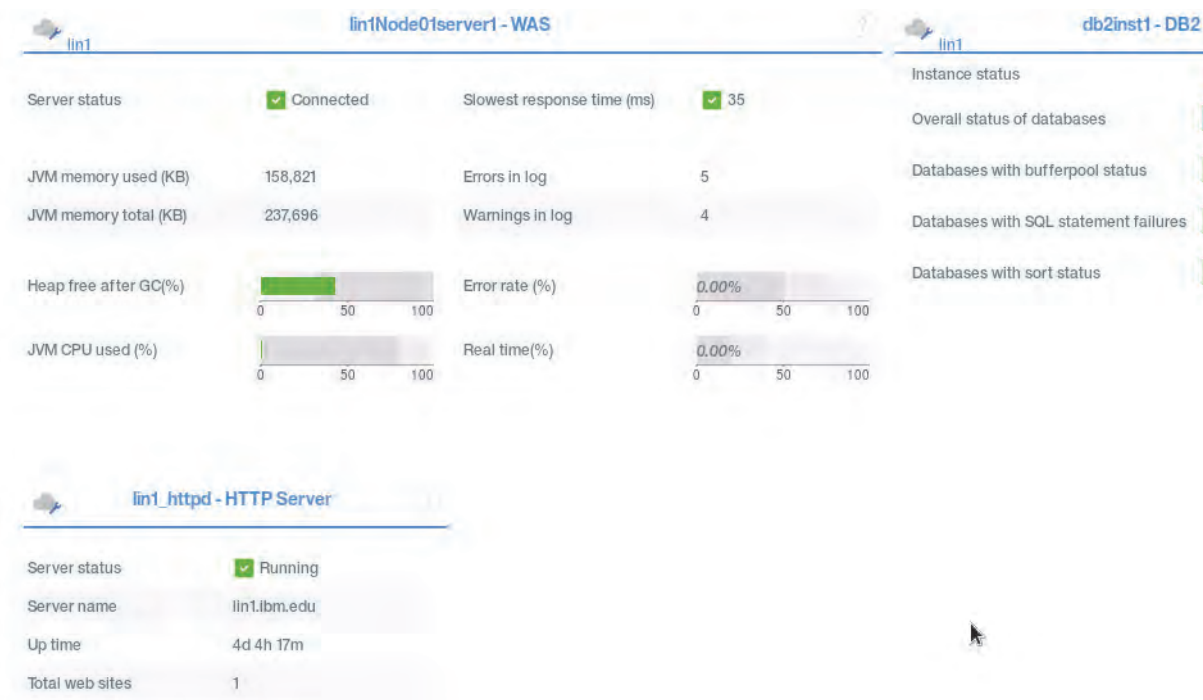 lin1Node01server1 - WAS
lin1
Server status Connected Slowest response time (ms) 35
JVM memory used (KB) 158,821 Errors in log 5
JVM memory total (KB) 237,696 Warnings in log 4
Heap free after GC(%) Error rate (%) 0.00%
0 50 100 0 50 100
JVM CPU used (%) Real time(%) 0.00%
0 50 100 0 50 100
db2inst1 - DB2
lin1
Instance status
Overall status of databases
Databases with bufferpool status
Databases with SQL statement failures
Databases with sort status
lin1_httpd - HTTP Server
Server status Running
Server name lin1.ibm.edu
Up time 4d 4h 17m
Total web sites 1